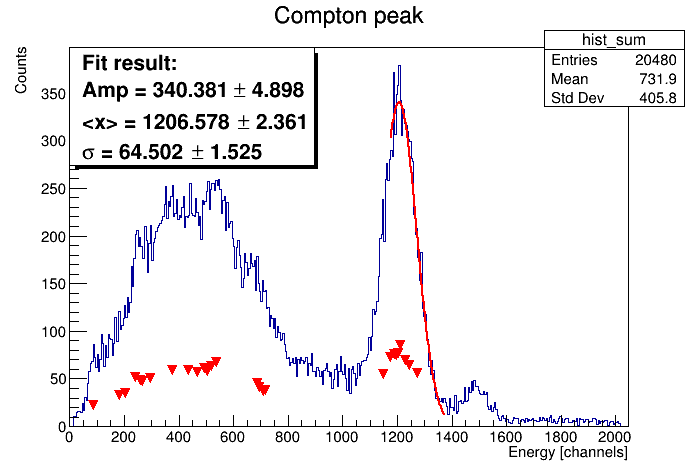 Compton peak
hist_sum
Entries 20480
Mean 731.9
Std Dev 405.8
Fit result:
Amp = 340.381 ± 4.898
<x> = 1206.578 ± 2.361
σ = 64.502 ± 1.525
Counts
350
300
250
200
150
100
50
0
0 200 400 600 800 1000 1200 1400 1600 1800 2000
Energy [channels]